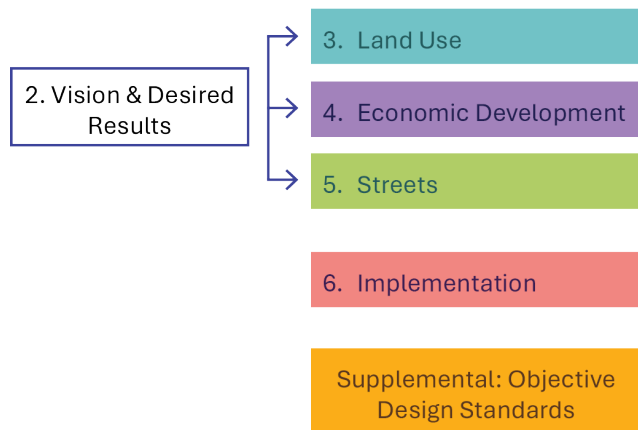 2. Vision & Desired
Results
3. Land Use
4. Economic Development
5. Streets
6. Implementation
Supplemental: Objective
Design Standards